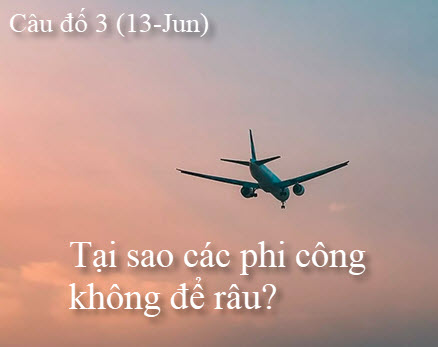 Câu đố 3 (13-Jun)
Tại sao các phi công
không để râu?